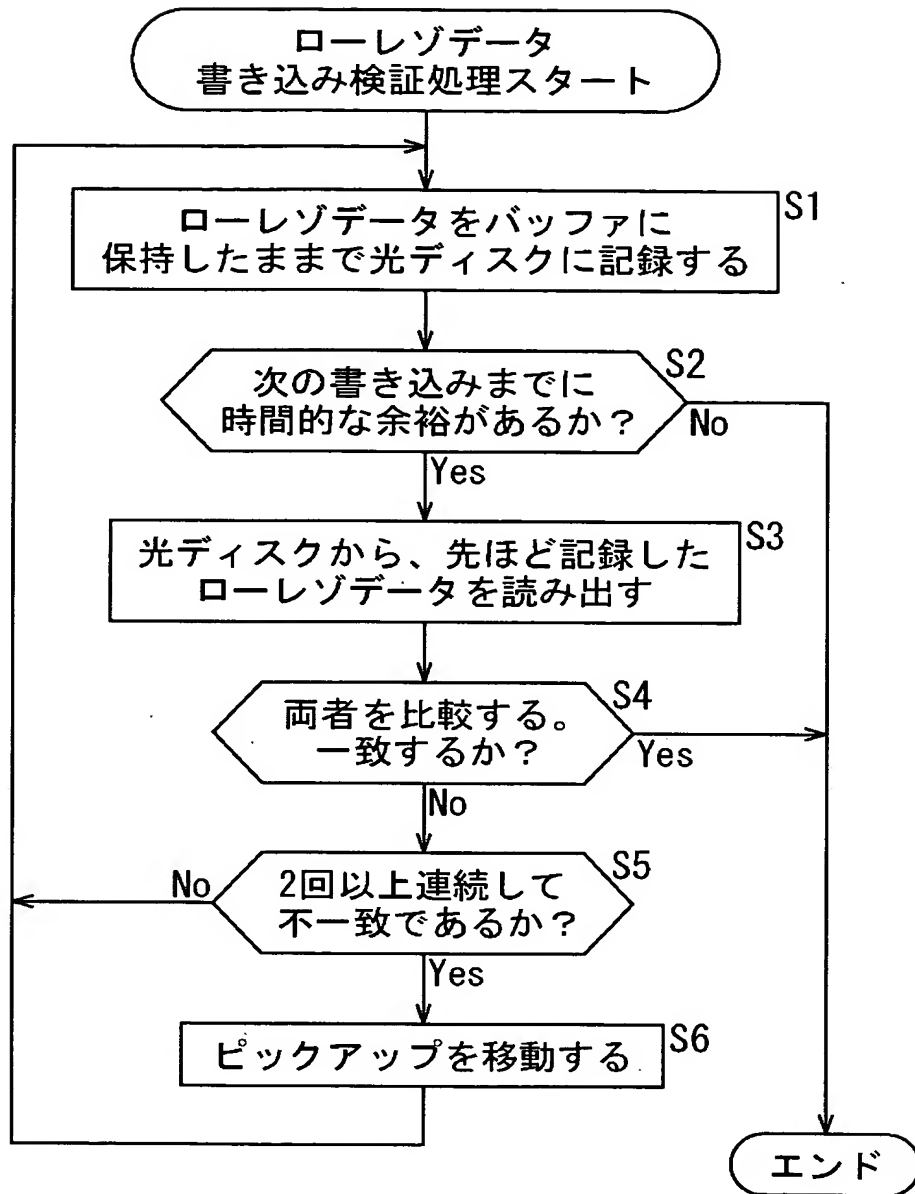 ローレゾデータ
書き込み検証処理スタート
S1
ローレゾデータをバッファに
保持したままで光ディスクに記録する
S2
次の書き込みまでに
時間的な余裕があるか?
No
Yes
S3
光ディスクから、先ほど記録した
ローレゾデータを読み出す
S4
両者を比較する。
一致するか?
Yes
No
S5
No
2回以上連続して
不一致であるか?
Yes
S6
ピックアップを移動する
エンド